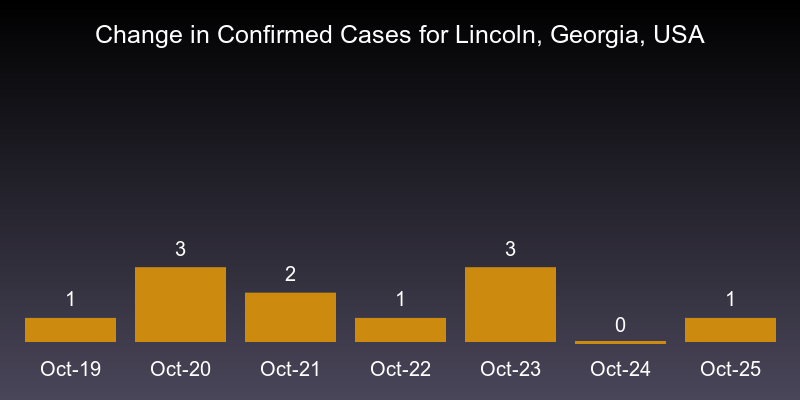 Change in Confirmed Cases for Lincoln, Georgia, USA
1 3 2 1 3 0 1
Oct-19 Oct-20 Oct-21 Oct-22 Oct-23 Oct-24 Oct-25